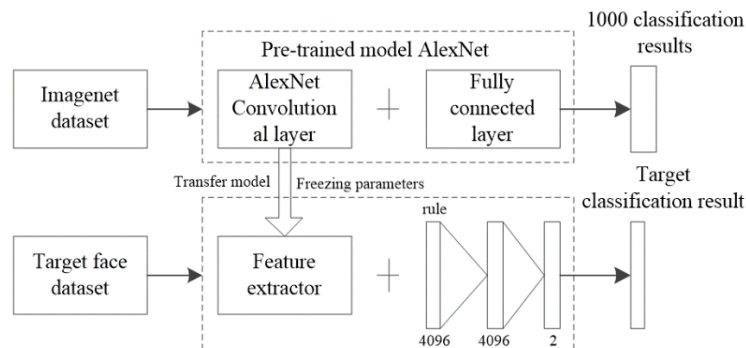 Pre-trained model AlexNet
1000 classification
results
Imagenet
dataset
AlexNet
Convolution
al layer
+
Fully
connected
layer
Transfer model
Freezing parameters
Target
classification result
Target face
dataset
Feature
extractor
+
rule
4096
4096
2